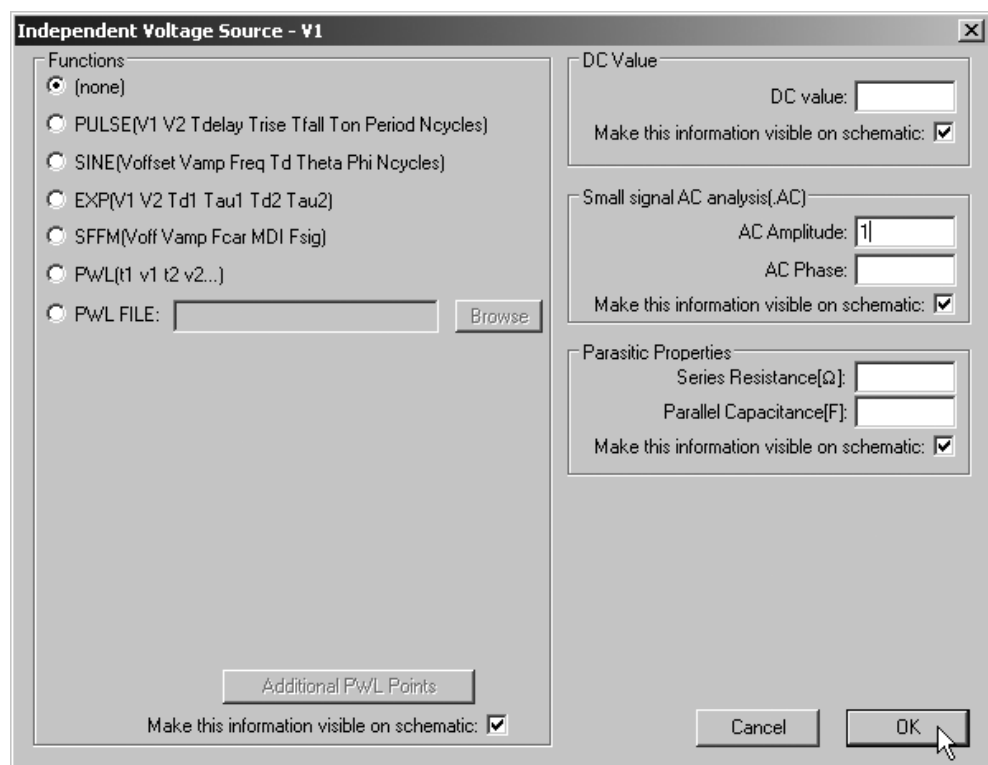 Independent Voltage Source - V1
Functions
(none)
PULSE(V1 V2 Tdelay Trise Tfall Ton Period Ncycles)
SINE(Voffset Vamp Freq Td Theta Phi Ncycles)
EXP(V1 V2 Td1 Tau1 Td2 Tau2)
SFFM(Voff Vamp Fcar MDI Fsig)
PWL(t1 v1 t2 v2...)
PWL FILE:
Browse
Additional PWL Points
Make this information visible on schematic:
DC Value
DC value:
Make this information visible on schematic:
Small signal AC analysis(.AC)
AC Amplitude: 1
AC Phase:
Make this information visible on schematic:
Parasitic Properties
Series Resistance[Ω]:
Parallel Capacitance[F]:
Make this information visible on schematic:
Cancel
OK